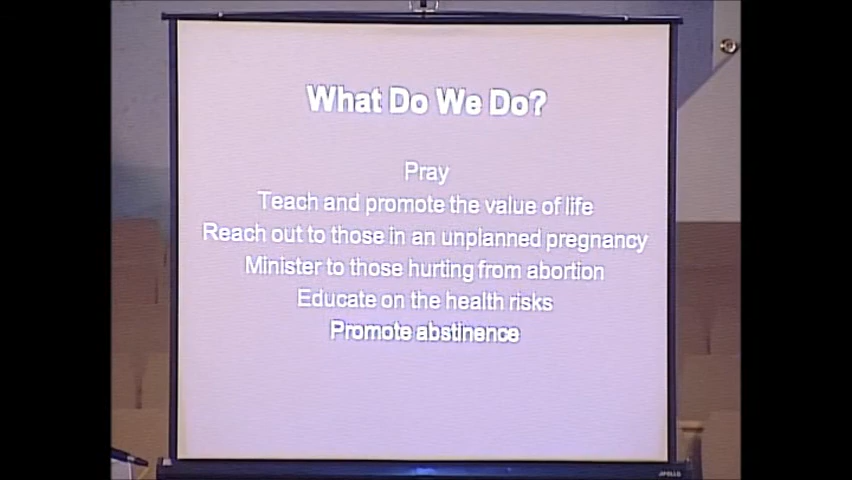 What Do We Do?
Pray
Teach and promote the value of life
Reach out to those in an unplanned pregnancy
Minister to those hurting from abortion
Educate on the health risks
Promote abstinence
APOLLO